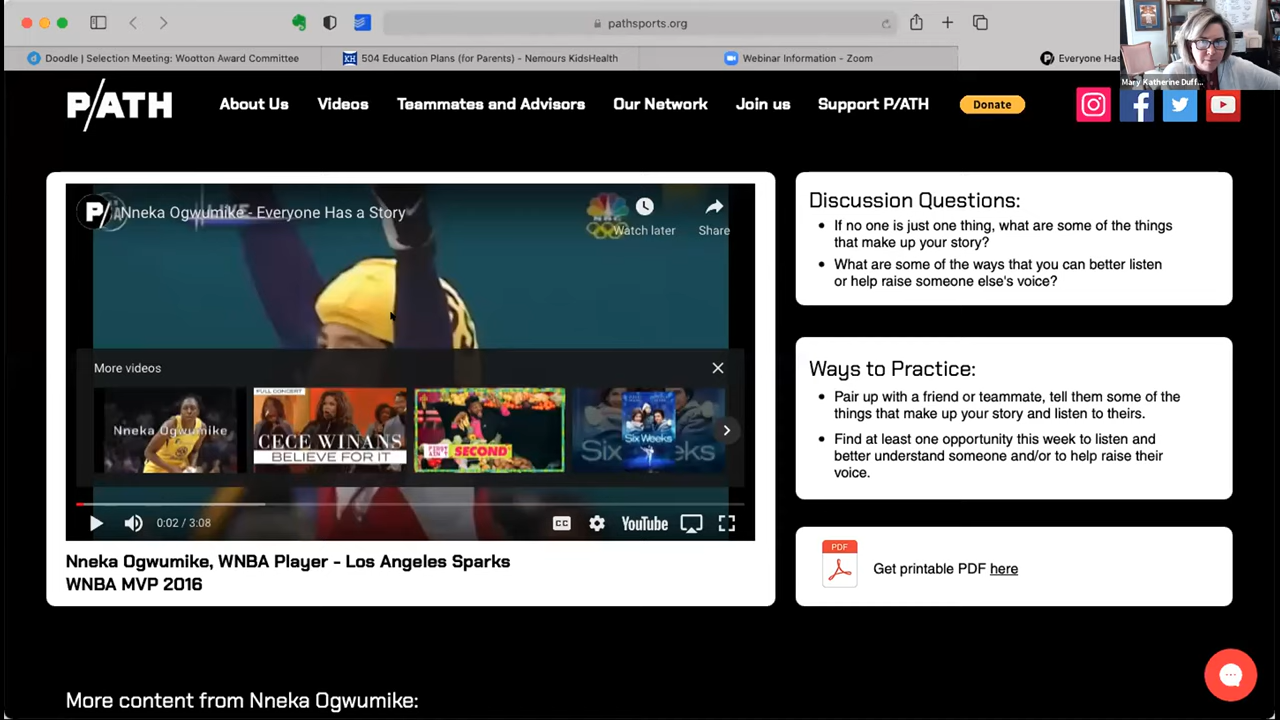 pathsports.org
Doodle | Selection Meeting: Wootton Award Committee
504 Education Plans (for Parents) - Nemours KidsHealth
Webinar Information - Zoom
Everyone Has
Mary Katherine Duff...
P/ATH
About Us
Videos
Teammates and Advisors
Our Network
Join us
Support P/ATH
Donate
Nneka Ogwumike - Everyone Has a Story
LIVE
Watch later
Share
More videos
Nneka Ogwumike
FULL CONCERT
CECE WINANS
BELIEVE FOR IT
SECOND
Six Weeks
0:02 / 3:08
CC
YouTube
Nneka Ogwumike, WNBA Player - Los Angeles Sparks
WNBA MVP 2016
Discussion Questions:
• If no one is just one thing, what are some of the things
that make up your story?
• What are some of the ways that you can better listen
or help raise someone else's voice?
Ways to Practice:
• Pair up with a friend or teammate, tell them some of the
things that make up your story and listen to theirs.
• Find at least one opportunity this week to listen and
better understand someone and/or to help raise their
voice.
PDF
Get printable PDF here
More content from Nneka Ogwumike: